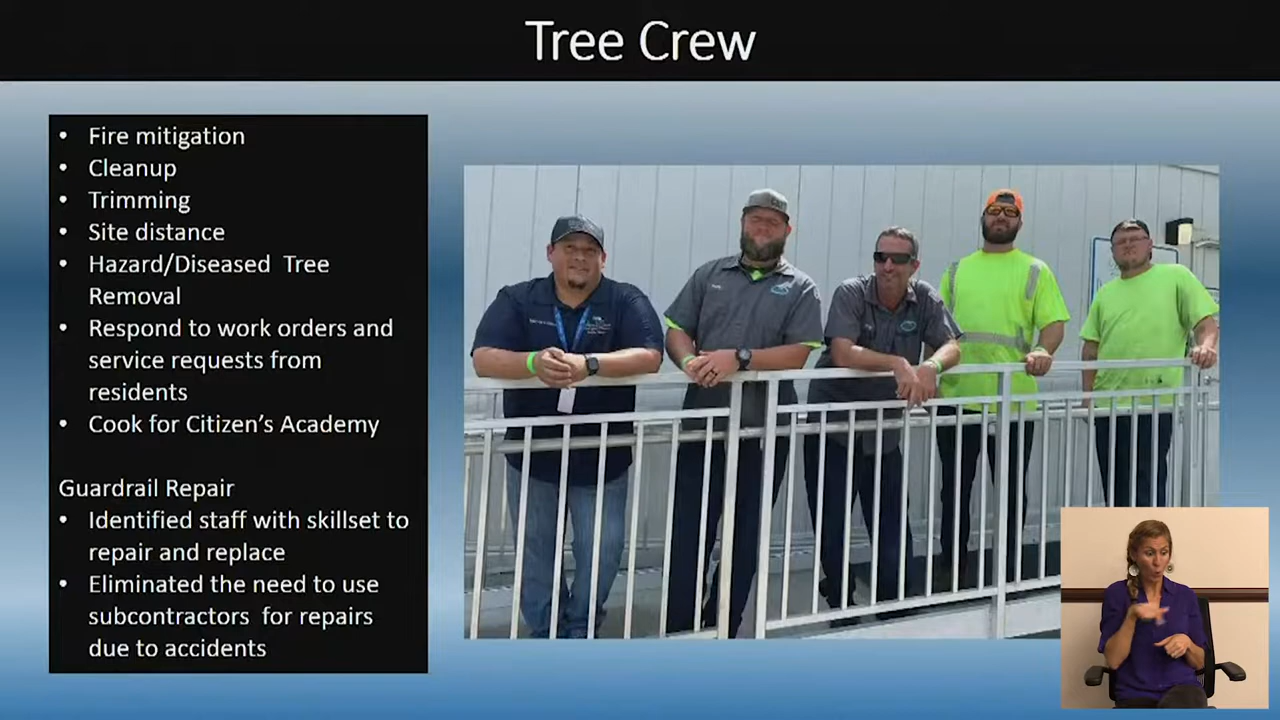 Tree Crew
• Fire mitigation
• Cleanup
• Trimming
• Site distance
• Hazard/Diseased Tree
Removal
• Respond to work orders and
service requests from
residents
• Cook for Citizen's Academy
Guardrail Repair
• Identified staff with skillset to
repair and replace
• Eliminated the need to use
subcontractors for repairs
due to accidents